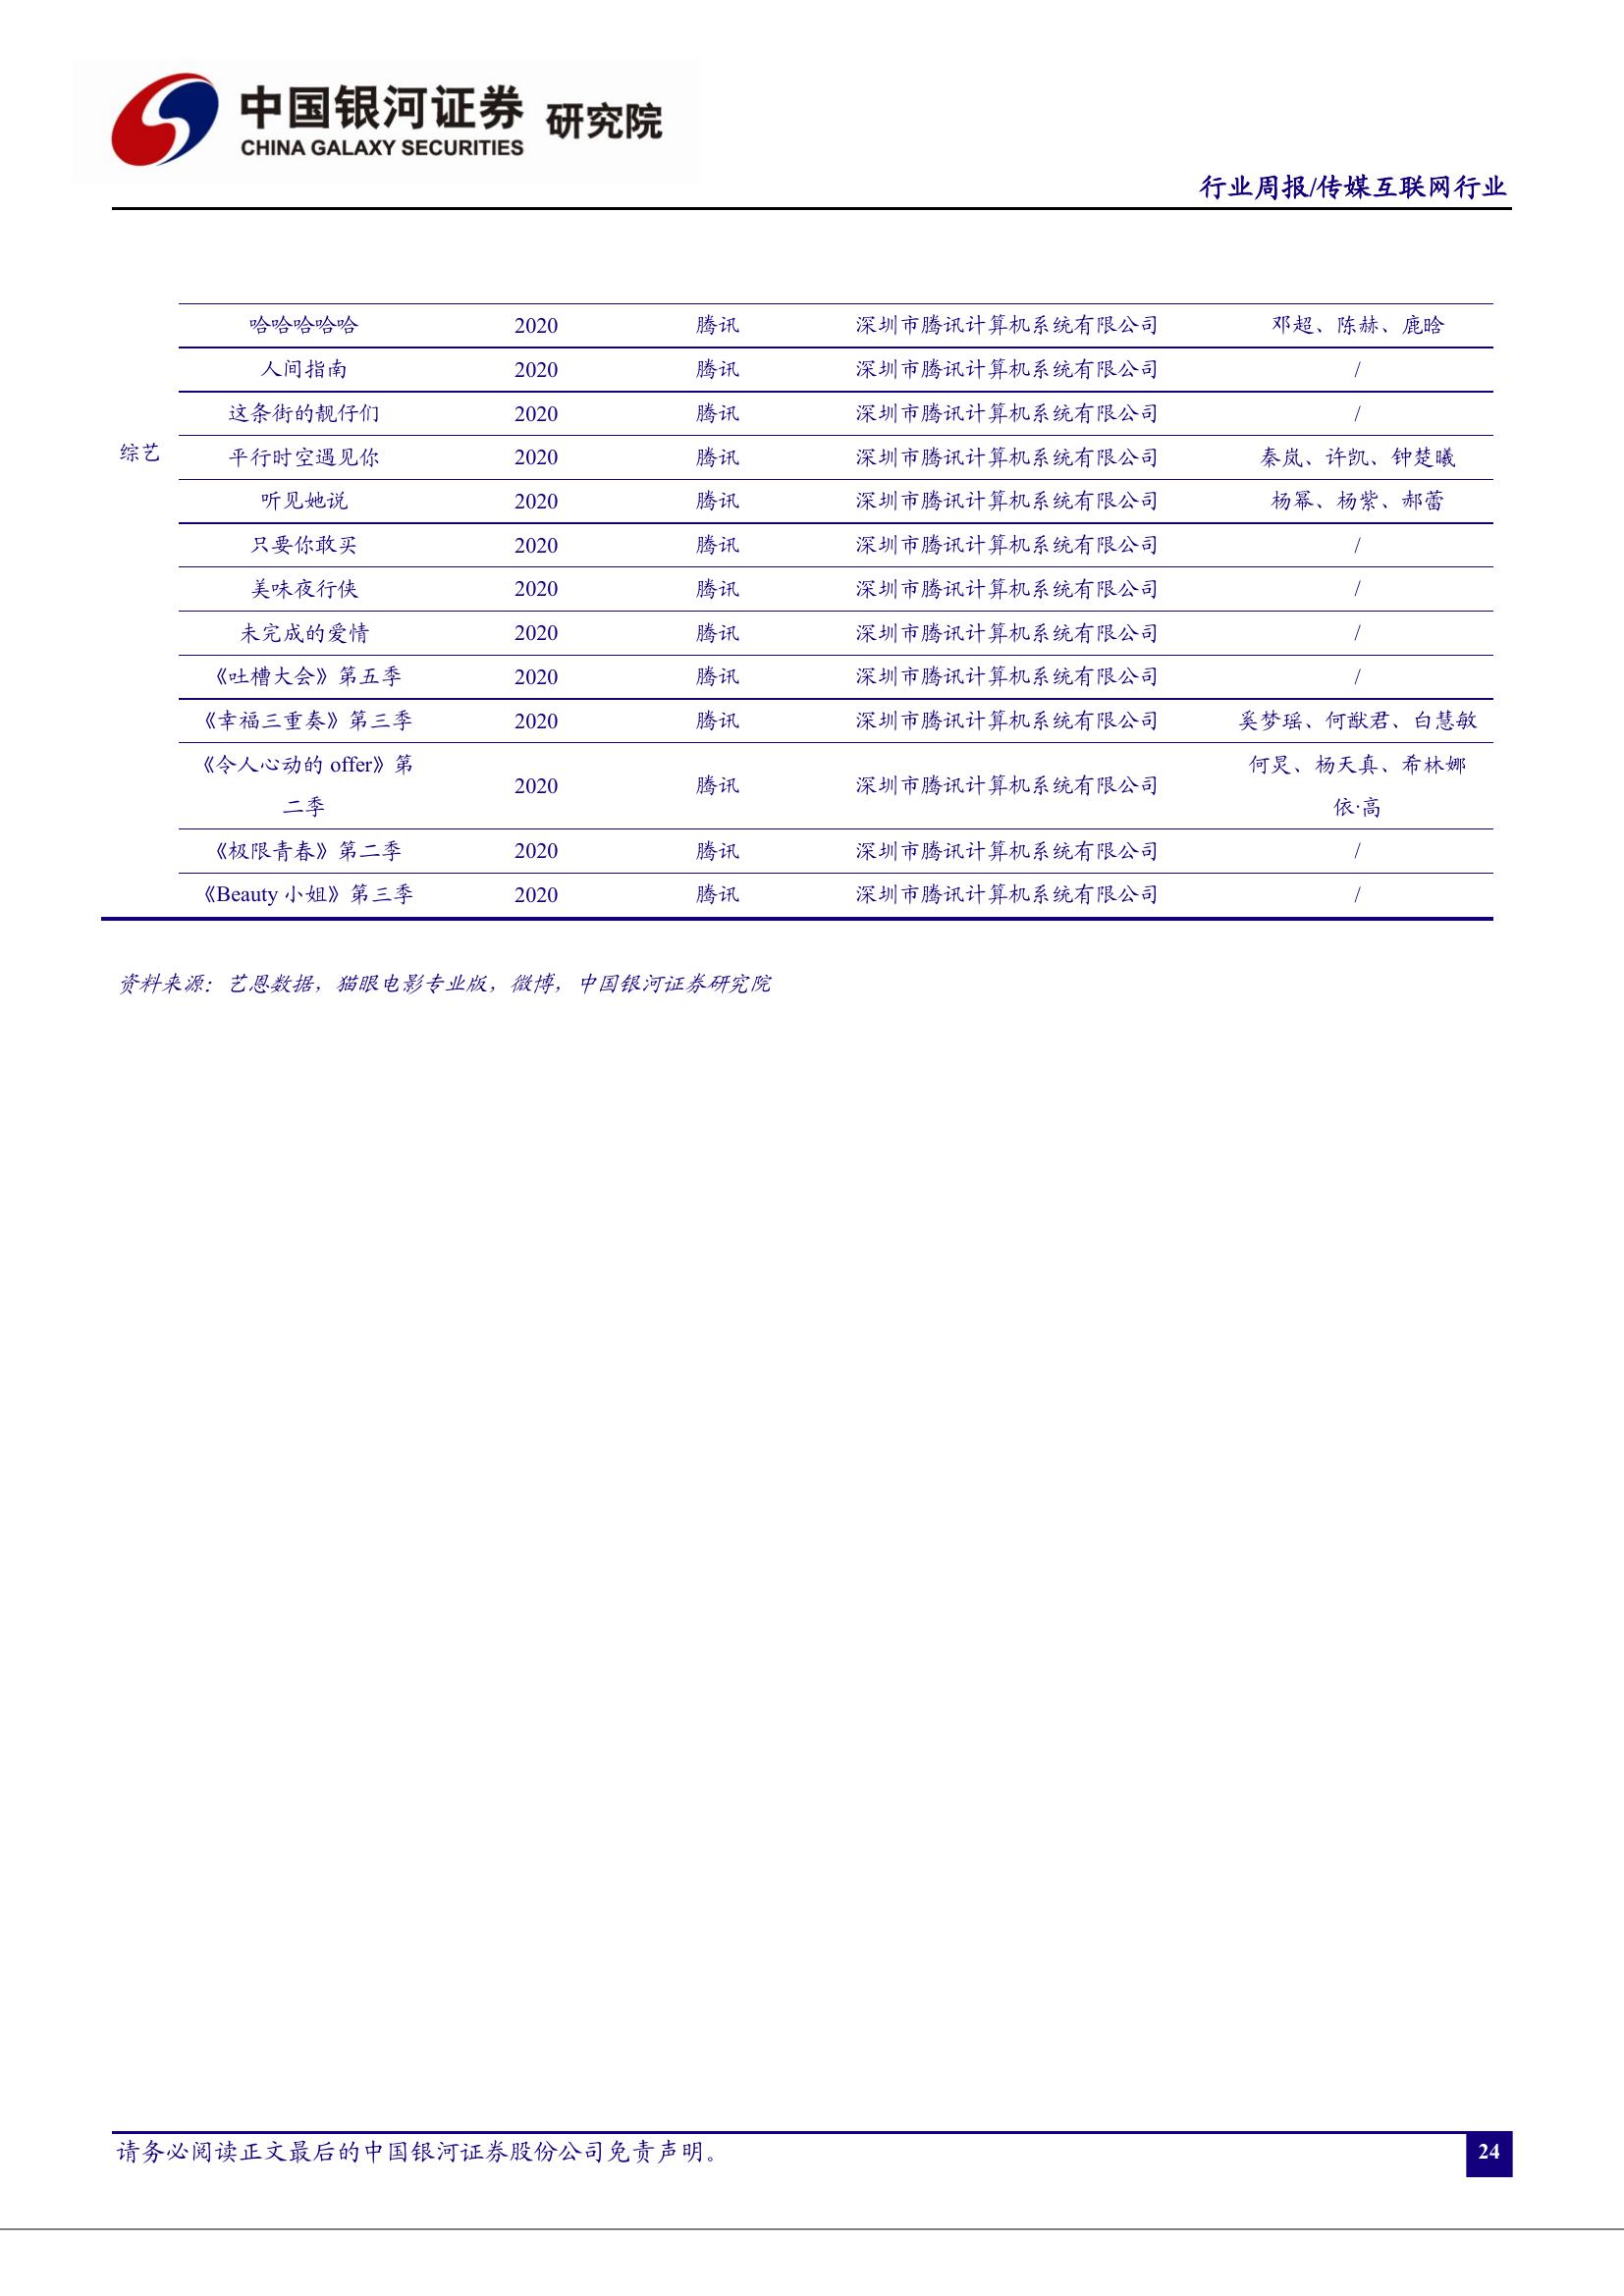 中国银河证券 研究院
CHINA GALAXY SECURITIES
行业周报/传媒互联网行业
哈哈哈哈哈 2020 腾讯 深圳市腾讯计算机系统有限公司 邓超、陈赫、鹿晗
人间指南 2020 腾讯 深圳市腾讯计算机系统有限公司 /
这条街的靓仔们 2020 腾讯 深圳市腾讯计算机系统有限公司 /
综艺
平行时空遇见你 2020 腾讯 深圳市腾讯计算机系统有限公司 秦岚、许凯、钟楚曦
听见她说 2020 腾讯 深圳市腾讯计算机系统有限公司 杨幂、杨紫、郝蕾
只要你敢买 2020 腾讯 深圳市腾讯计算机系统有限公司 /
美味夜行侠 2020 腾讯 深圳市腾讯计算机系统有限公司 /
未完成的爱情 2020 腾讯 深圳市腾讯计算机系统有限公司 /
《吐槽大会》第五季 2020 腾讯 深圳市腾讯计算机系统有限公司 /
《幸福三重奏》第三季 2020 腾讯 深圳市腾讯计算机系统有限公司 奚梦瑶、何猷君、白慧敏
《令人心动的 offer》第
二季 2020 腾讯 深圳市腾讯计算机系统有限公司 何炅、杨天真、希林娜
依·高
《极限青春》第二季 2020 腾讯 深圳市腾讯计算机系统有限公司 /
《Beauty 小姐》第三季 2020 腾讯 深圳市腾讯计算机系统有限公司 /
资料来源：艺恩数据，猫眼电影专业版，微博，中国银河证券研究院
请务必阅读正文最后的中国银河证券股份公司免责声明。
24